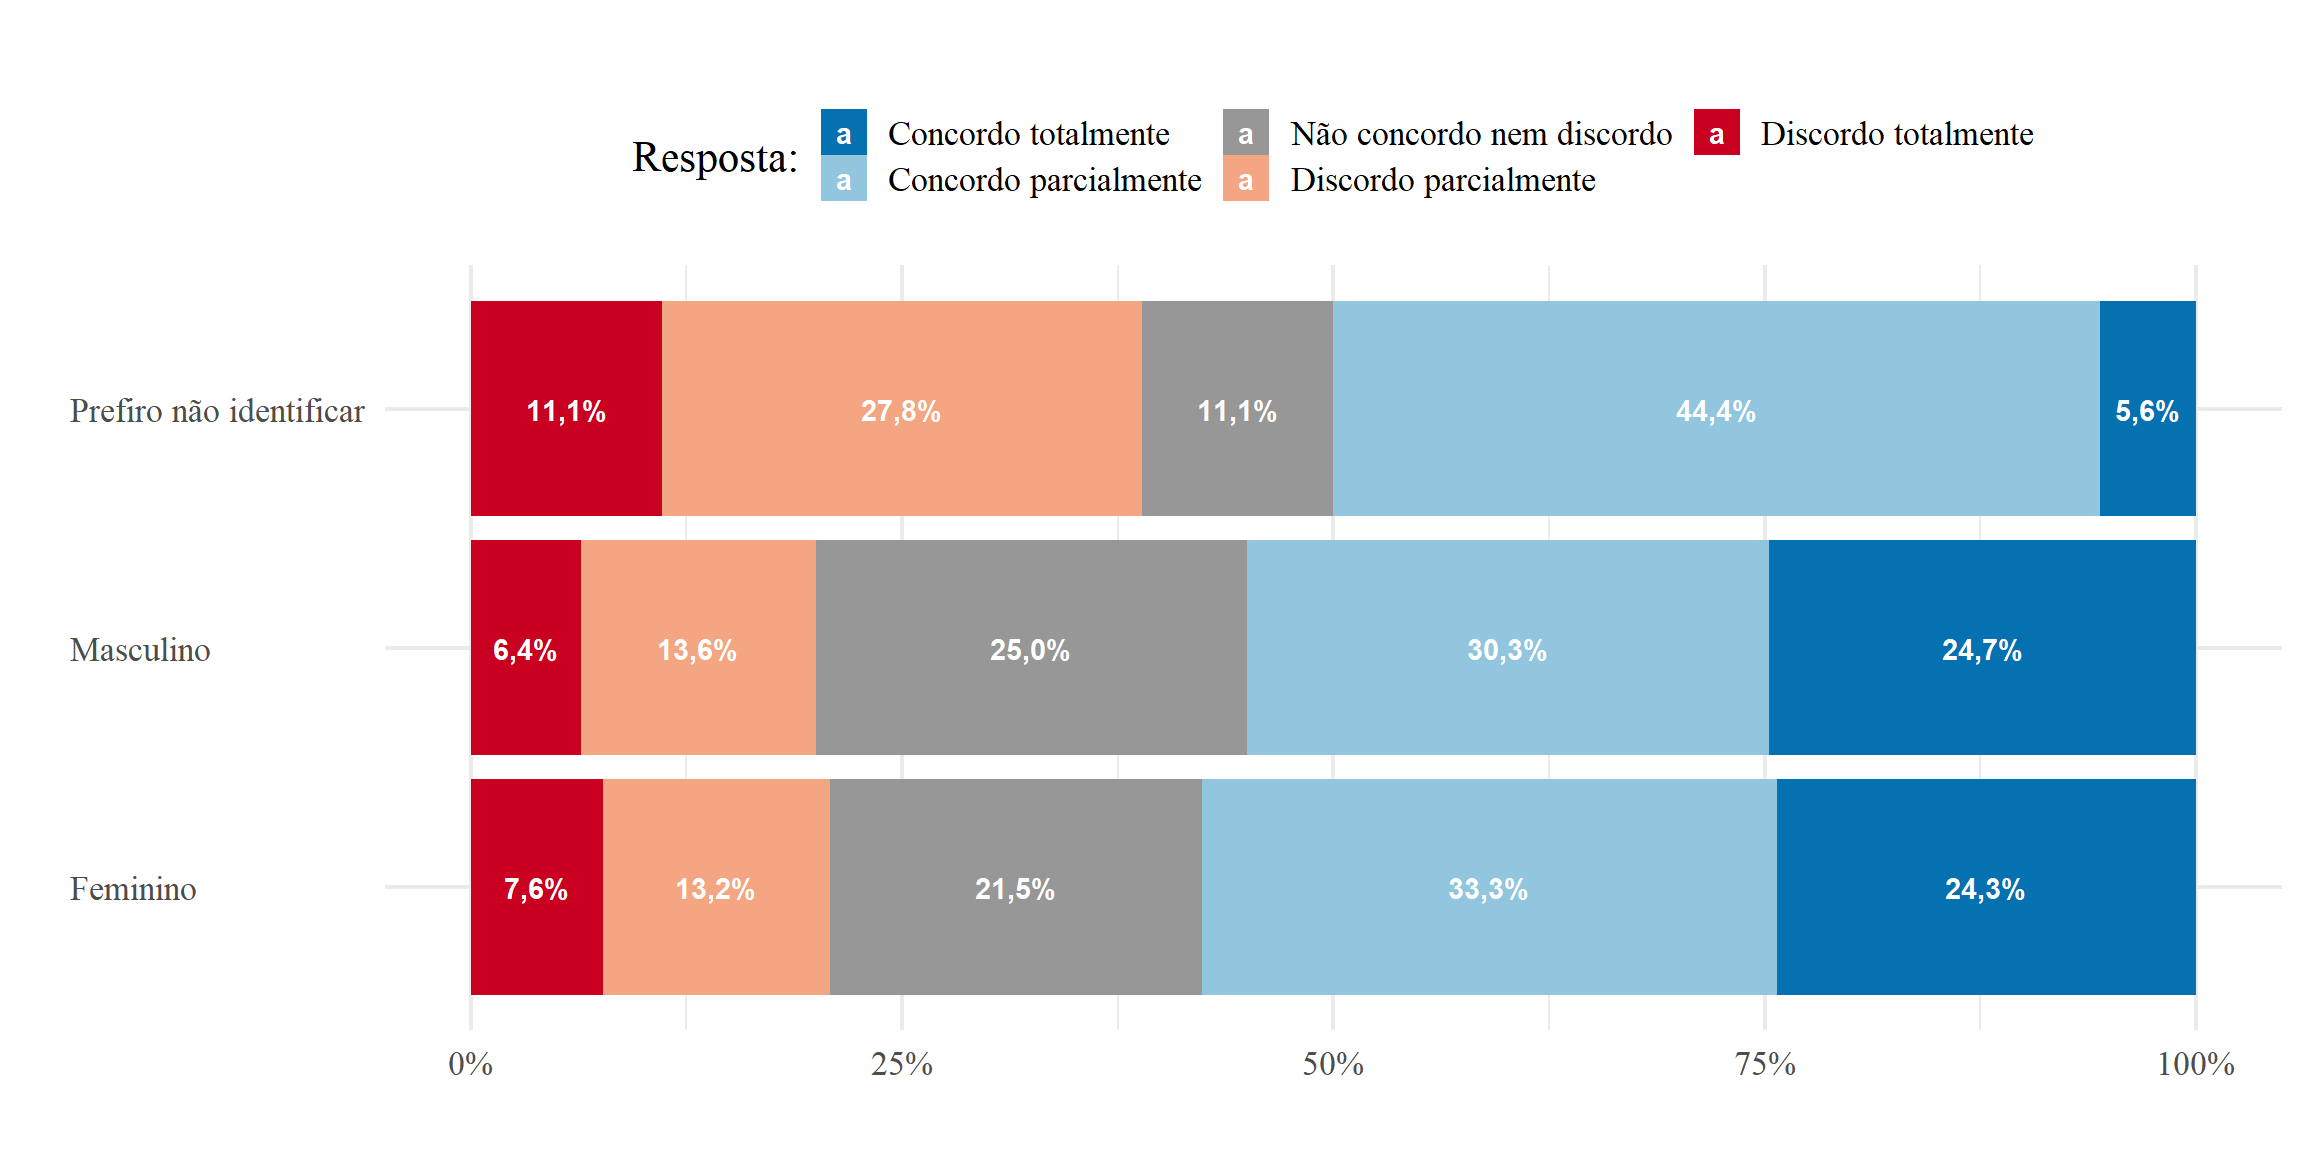 Resposta:
a Concordo totalmente a Não concordo nem discordo a Discordo totalmente
a Concordo parcialmente a Discordo parcialmente
Prefiro não identificar 11,1% 27,8% 11,1% 44,4% 5,6%
Masculino 6,4% 13,6% 25,0% 30,3% 24,7%
Feminino 7,6% 13,2% 21,5% 33,3% 24,3%
0% 25% 50% 75% 100%